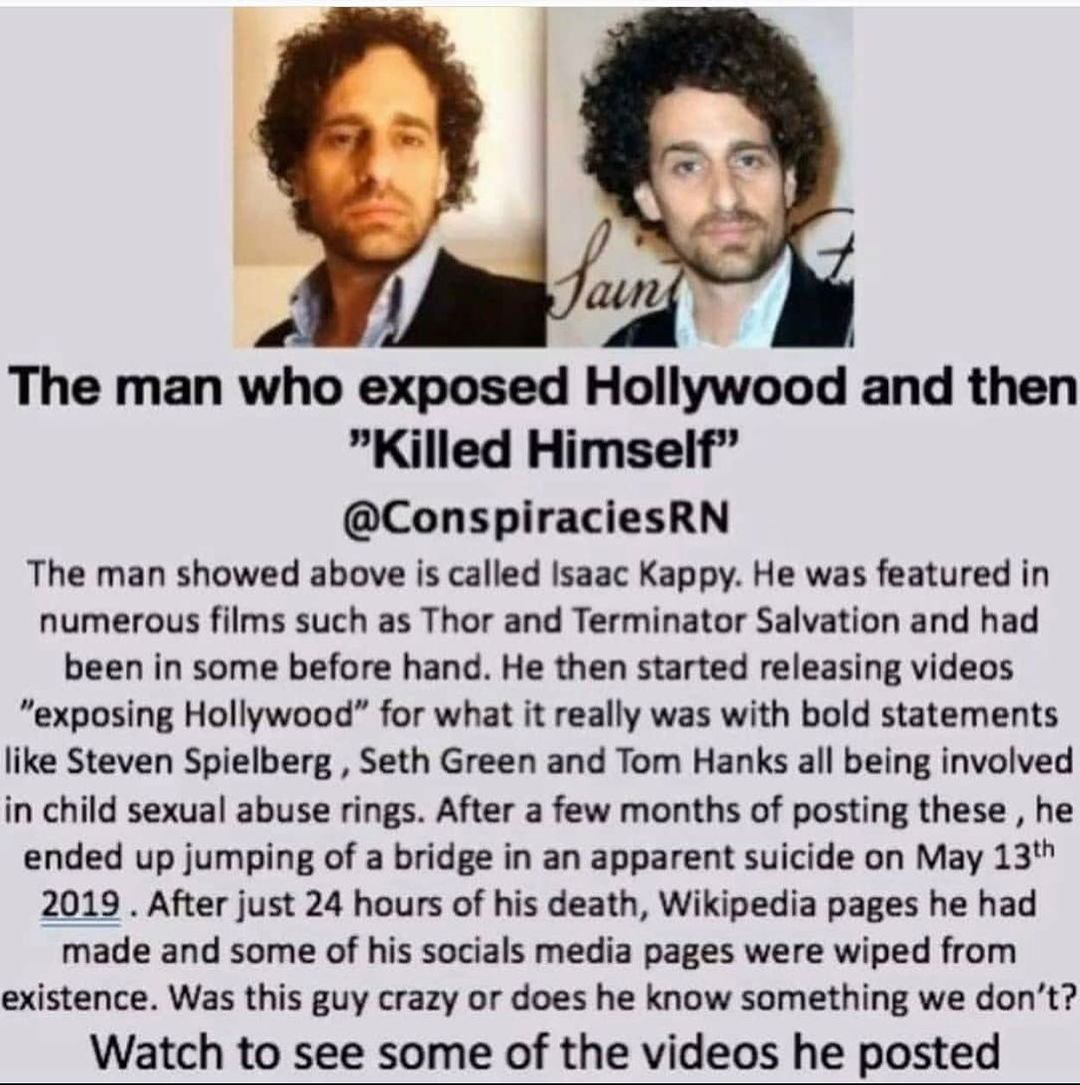 Saint
The man who exposed Hollywood and then
"Killed Himself"
@ConspiraciesRN
The man showed above is called Isaac Kappy. He was featured in
numerous films such as Thor and Terminator Salvation and had
been in some before hand. He then started releasing videos
"exposing Hollywood" for what it really was with bold statements
like Steven Spielberg , Seth Green and Tom Hanks all being involved
in child sexual abuse rings. After a few months of posting these , he
ended up jumping of a bridge in an apparent suicide on May 13th
2019 . After just 24 hours of his death, Wikipedia pages he had
made and some of his socials media pages were wiped from
existence. Was this guy crazy or does he know something we don't?
Watch to see some of the videos he posted